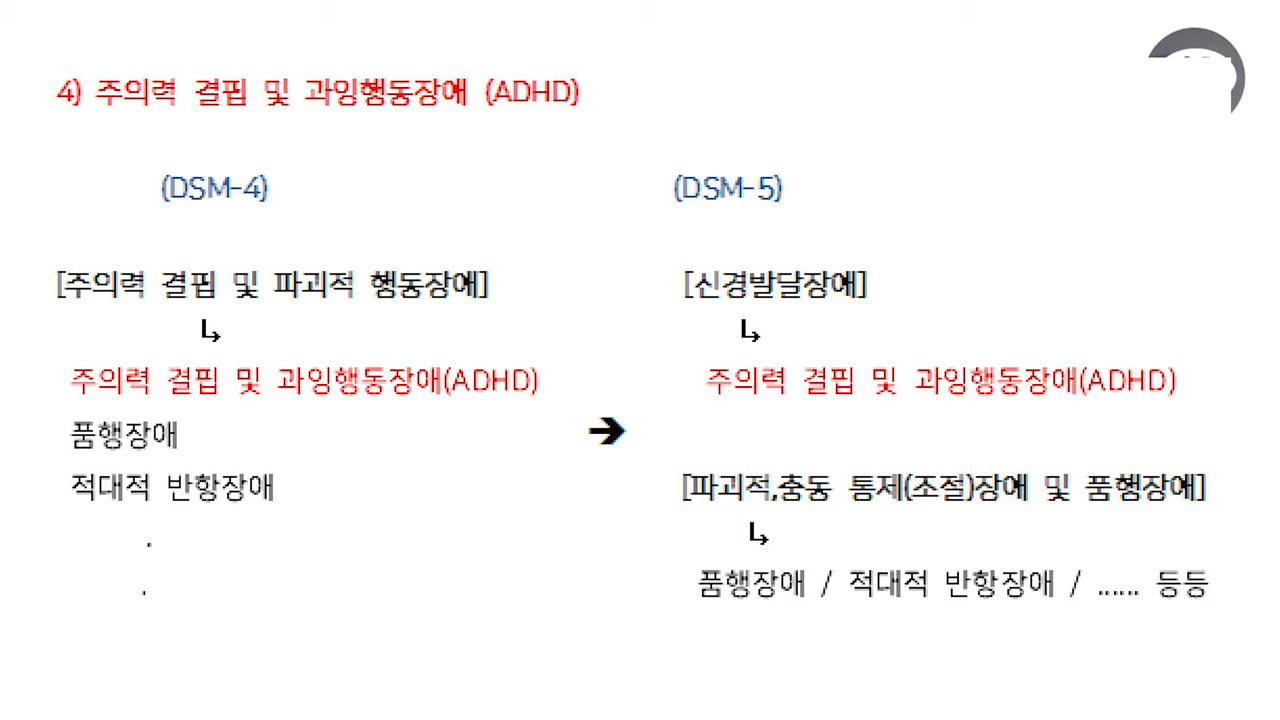 4) 주의력 결핍 및 과잉행동장애 (ADHD)
(DSM-4)
[주의력 결핍 및 파괴적 행동장애]
↳
주의력 결핍 및 과잉행동장애(ADHD)
품행장애
적대적 반항장애
.
.
➔
(DSM-5)
[신경발달장애]
↳
주의력 결핍 및 과잉행동장애(ADHD)
[파괴적,충동 통제(조절)장애 및 품행장애]
↳
품행장애 / 적대적 반항장애 / ...... 등등